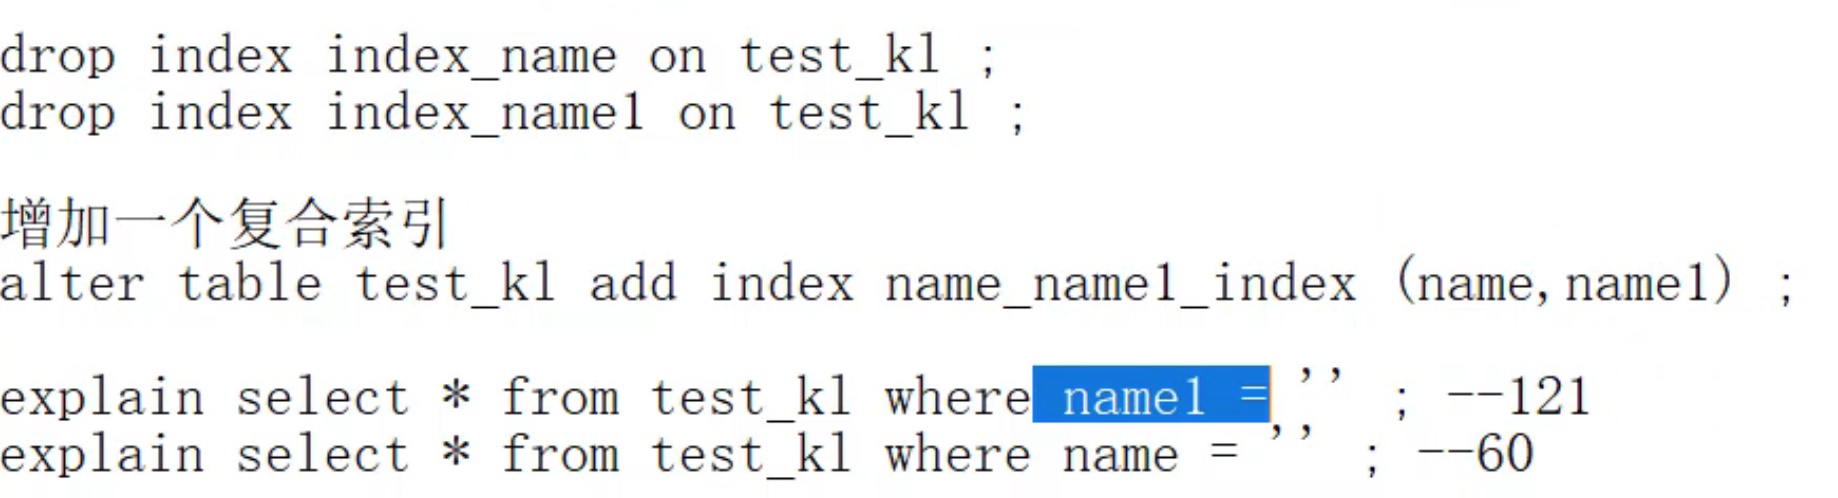 drop index index_name on test_kl ;
drop index index_name1 on test_kl ;
增加一个复合索引
alter table test_kl add index name_name1_index (name,name1) ;
explain select * from test_kl where name1 = ’’ ; --121
explain select * from test_kl where name = ’’ ; --60